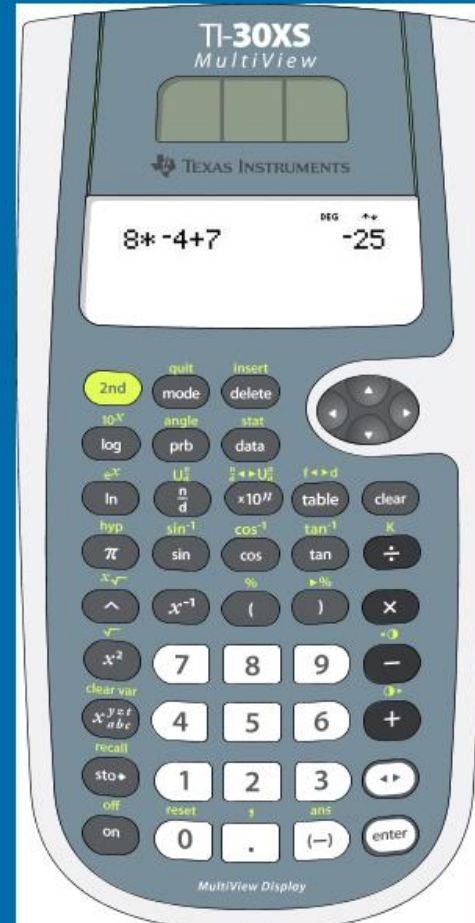 TI-30XS
MultiView
TEXAS INSTRUMENTS
DEG
8*-4+7 -25
quit insert
2nd mode delete
10^x angle stat
log prb data
e^x U n/d n/d ◄► U n/d f ◄► d
ln n/d ×10^n table clear
hyp sin^-1 cos^-1 tan^-1 K
π sin cos tan ÷
x√ % ►%
^ x^-1 ( ) ×
√
x^2 7 8 9 −
clear var
x y z t a b c 4 5 6 +
recall
sto► 1 2 3 ◄►
off reset , ans
on 0 . (−) enter
MultiView Display